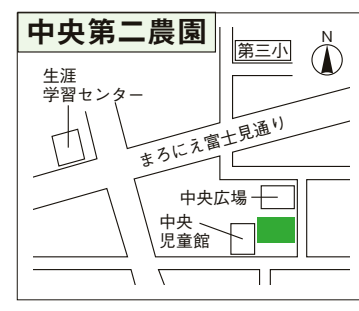 中央第二農園
N
第三小
生涯
学習センター
まろにえ富士見通り
中央広場
中央
児童館